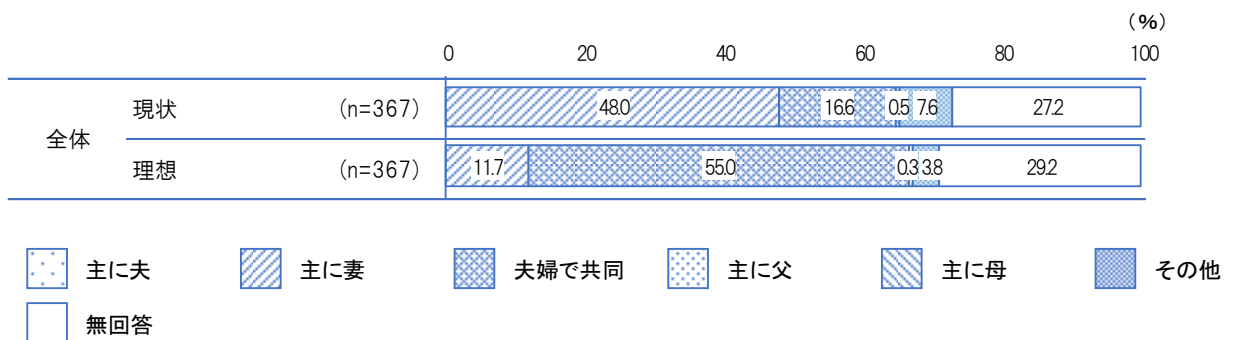 (%)
0 20 40 60 80 100
全体
現状 (n=367) 48.0 16.6 0.5 7.6 27.2
理想 (n=367) 11.7 55.0 0.3 3.8 29.2
主に夫 主に妻 夫婦で共同 主に父 主に母 その他
無回答